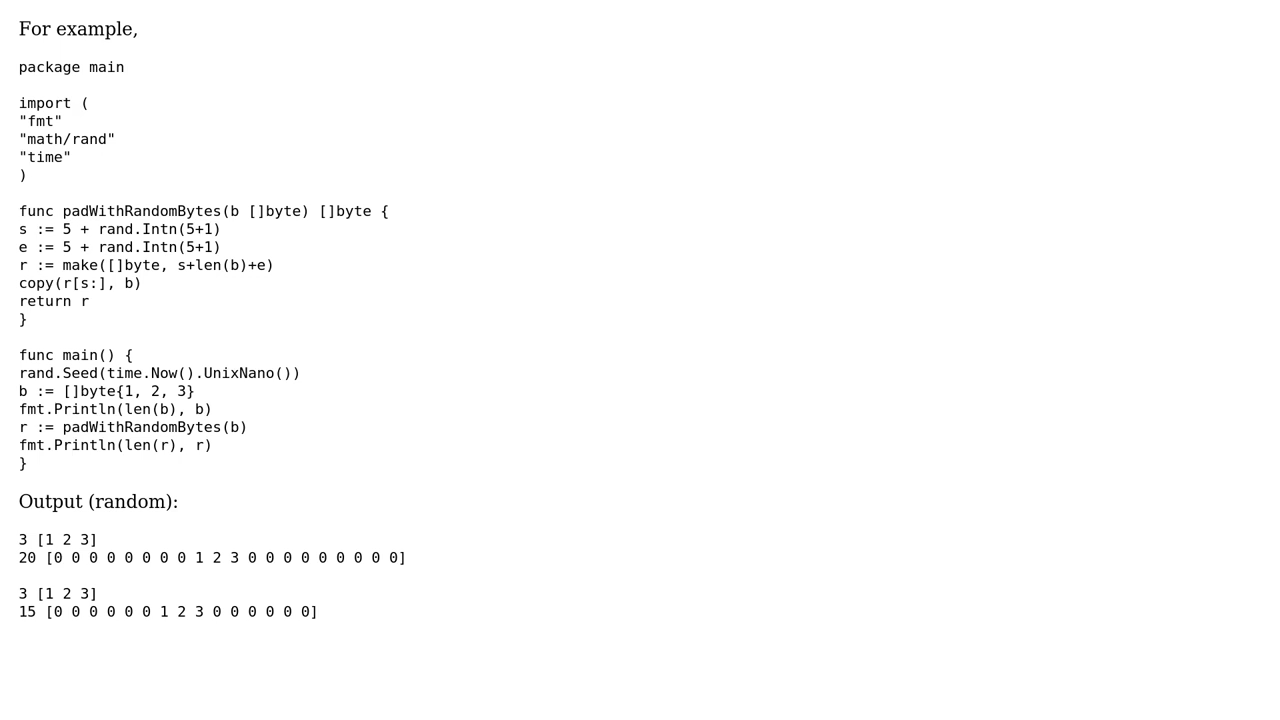 For example,
package main
import (
"fmt"
"math/rand"
"time"
)
func padWithRandomBytes(b []byte) []byte {
s := 5 + rand.Intn(5+1)
e := 5 + rand.Intn(5+1)
r := make([]byte, s+len(b)+e)
copy(r[s:], b)
return r
}
func main() {
rand.Seed(time.Now().UnixNano())
b := []byte{1, 2, 3}
fmt.Println(len(b), b)
r := padWithRandomBytes(b)
fmt.Println(len(r), r)
}
Output (random):
3 [1 2 3]
20 [0 0 0 0 0 0 0 0 1 2 3 0 0 0 0 0 0 0 0 0]
3 [1 2 3]
15 [0 0 0 0 0 0 1 2 3 0 0 0 0 0 0]